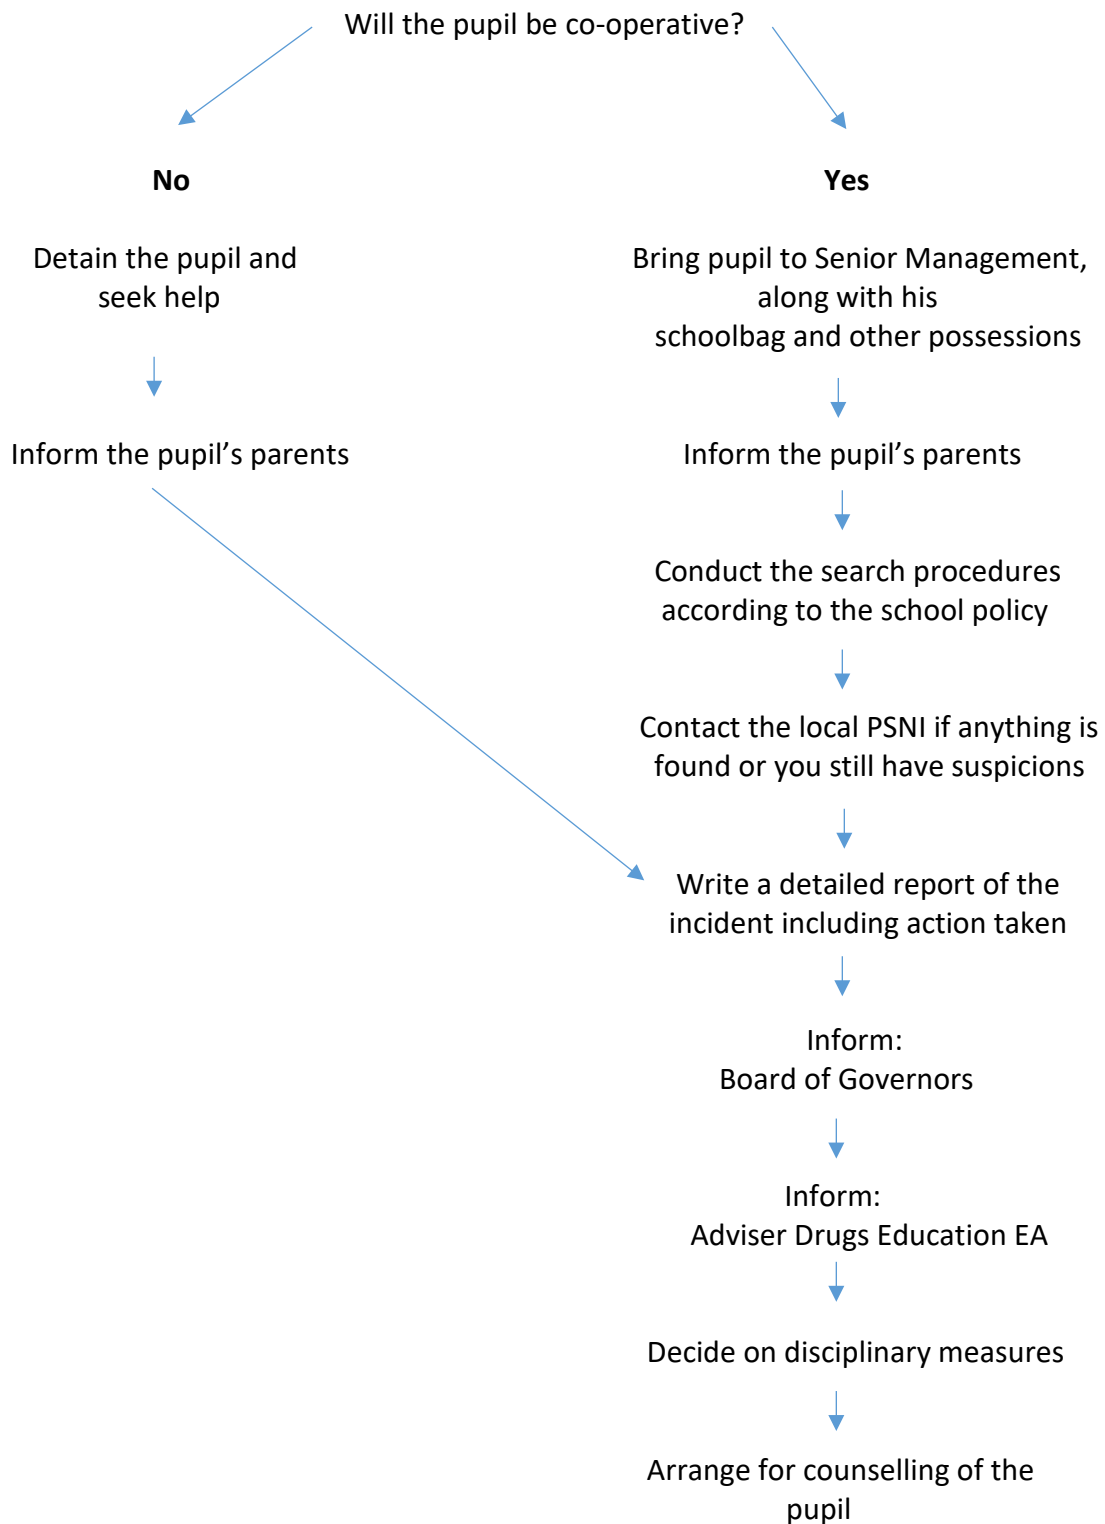 Will the pupil be co-operative?
No
Detain the pupil and
seek help
Inform the pupil’s parents
Yes
Bring pupil to Senior Management,
along with his
schoolbag and other possessions
Inform the pupil’s parents
Conduct the search procedures
according to the school policy
Contact the local PSNI if anything is
found or you still have suspicions
Write a detailed report of the
incident including action taken
Inform:
Board of Governors
Inform:
Adviser Drugs Education EA
Decide on disciplinary measures
Arrange for counselling of the
pupil